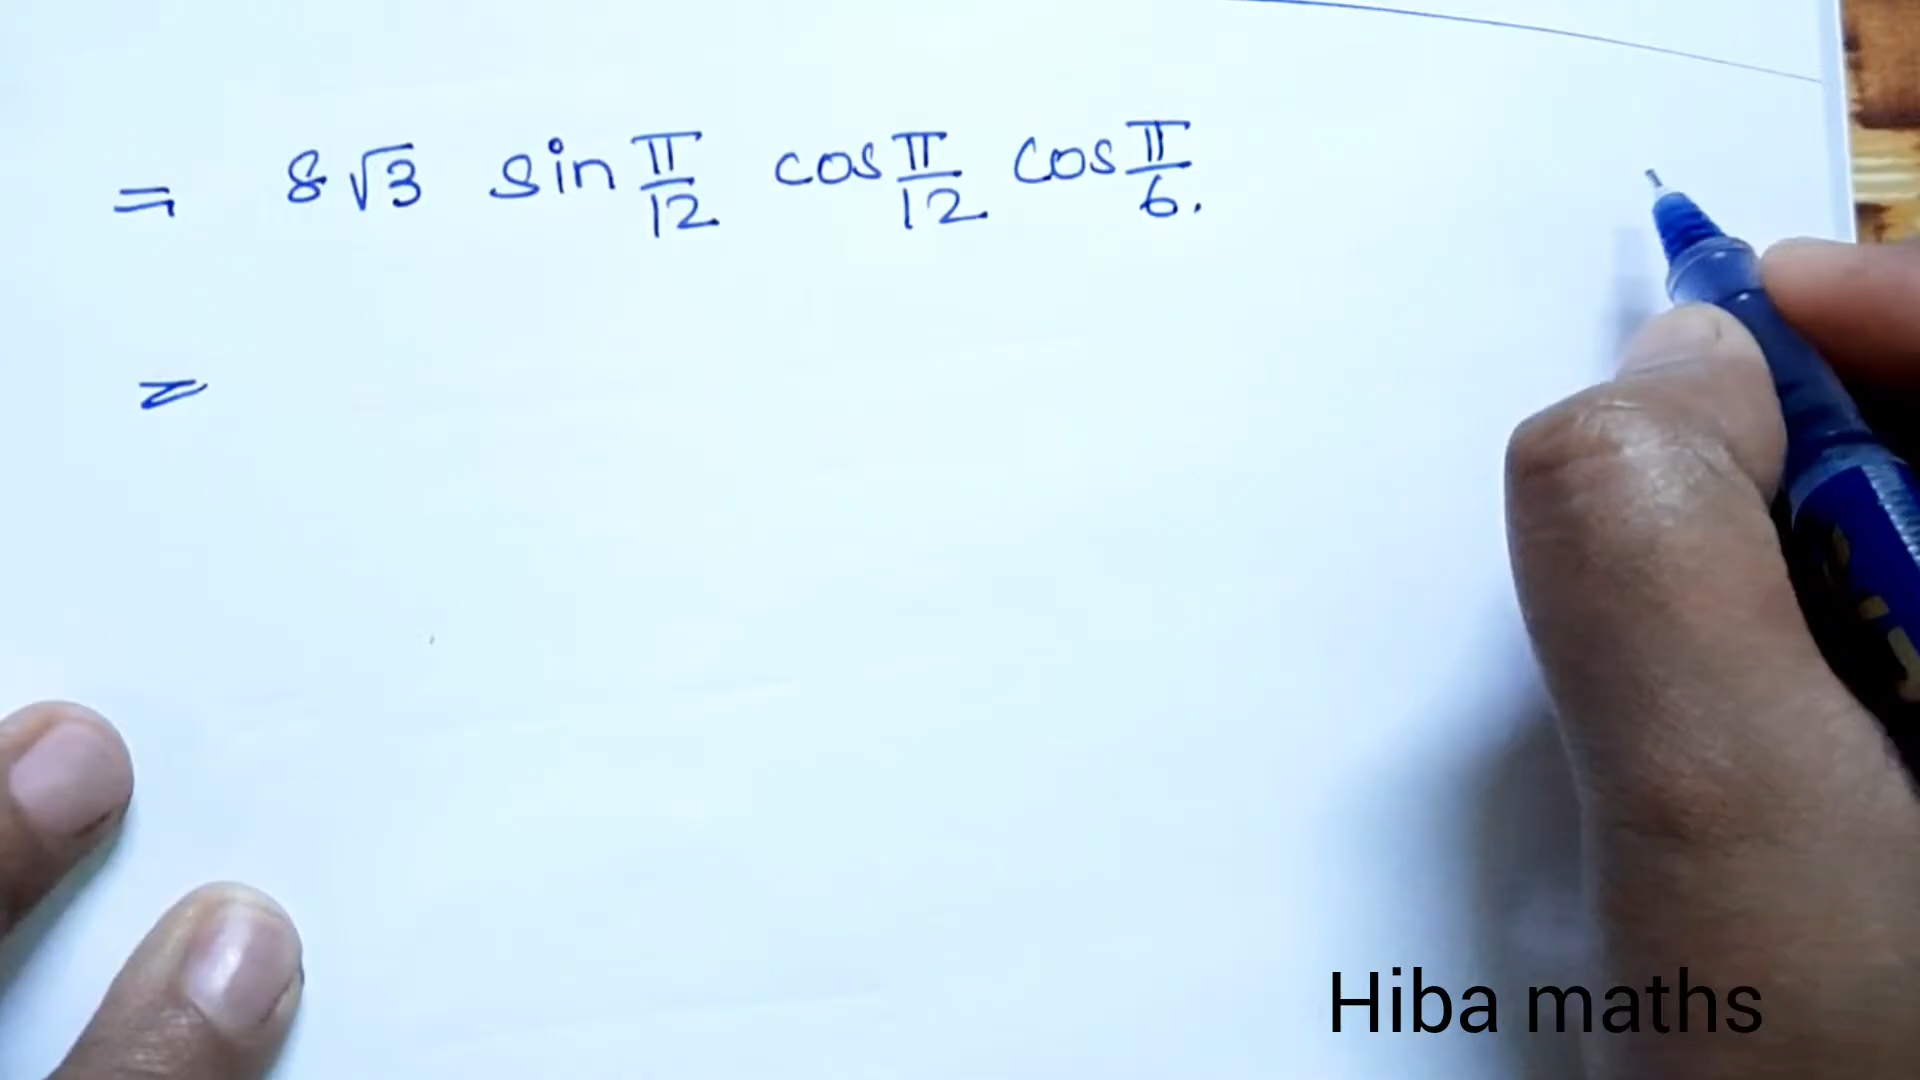 = 8√3 sin π/12 cos π/12 cos π/6.
=
Hiba maths